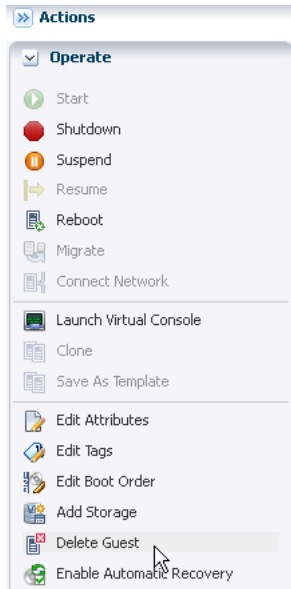 Actions
Operate
Start
Shutdown
Suspend
Resume
Reboot
Migrate
Connect Network
Launch Virtual Console
Clone
Save As Template
Edit Attributes
Edit Tags
Edit Boot Order
Add Storage
Delete Guest
Enable Automatic Recovery